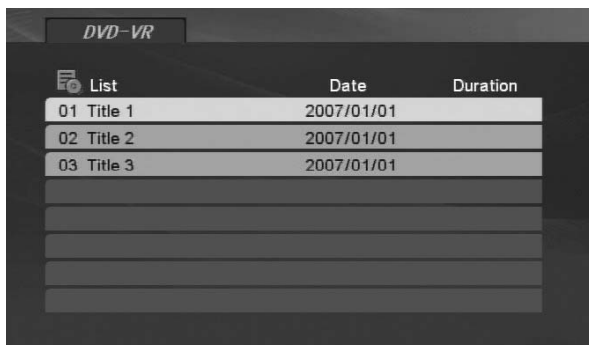 DVD-VR
List Date Duration
01 Title 1 2007/01/01
02 Title 2 2007/01/01
03 Title 3 2007/01/01